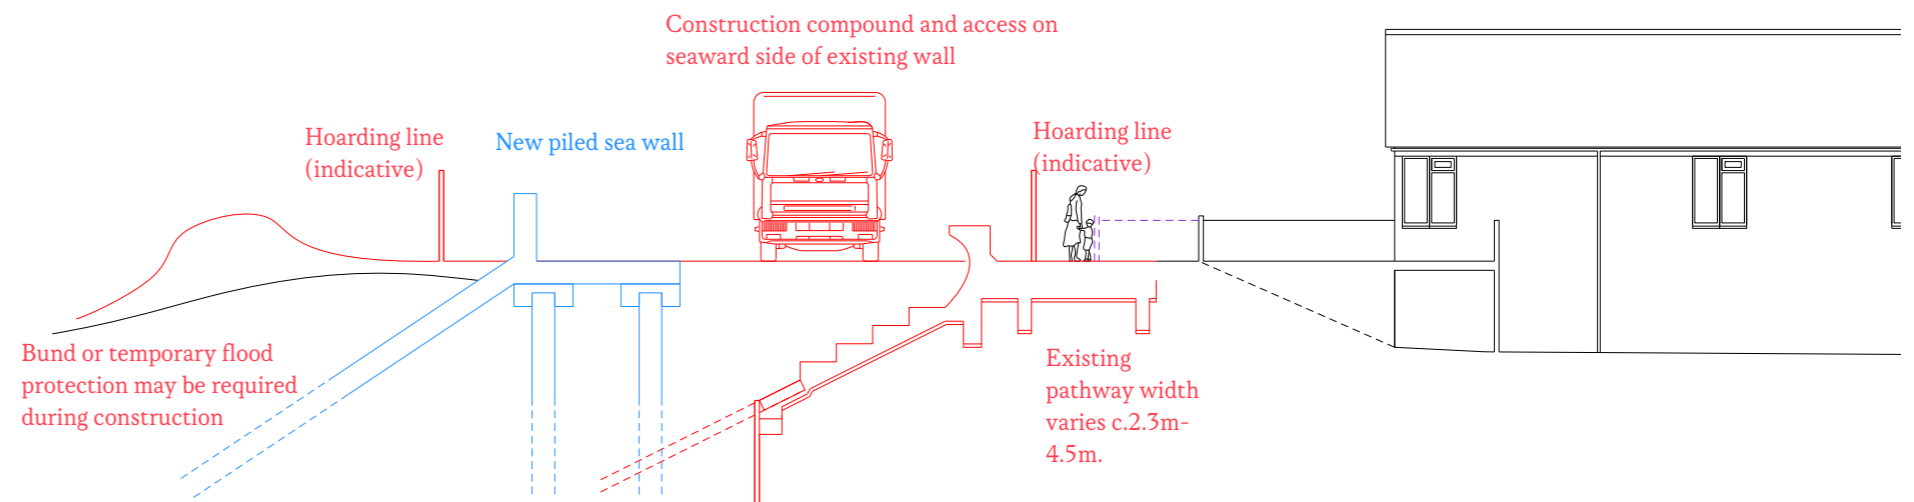 Construction compound and access on
seaward side of existing wall
Hoarding line
(indicative)
New piled sea wall
Hoarding line
(indicative)
Bund or temporary flood
protection may be required
during construction
Existing
pathway width
varies c.2.3m-
4.5m.